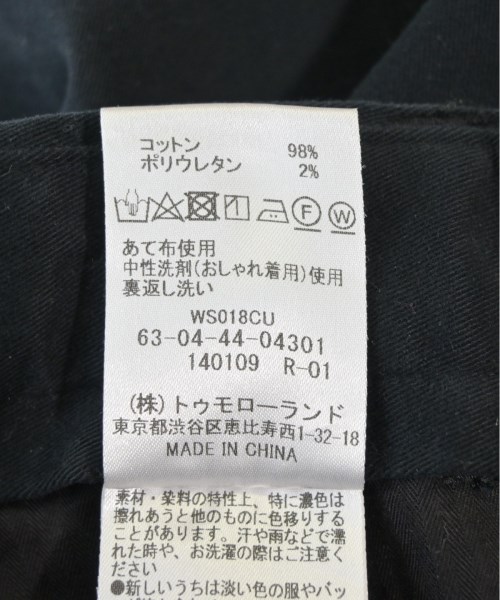 コットン 98%
ポリウレタン 2%
F W
あて布使用
中性洗剤(おしゃれ着用)使用
裏返し洗い
WS018CU
63-04-44-04301
140109 R-01
(株)トゥモローランド
東京都渋谷区恵比寿西1-32-18
MADE IN CHINA
素材・染料の特性上、特に濃色は
擦れあうと他のものに色移りする
ことがあります。汗や雨などで濡
れた時や、お洗濯の際はご注意く
ださい
●新しいうちは淡い色の服やバッ